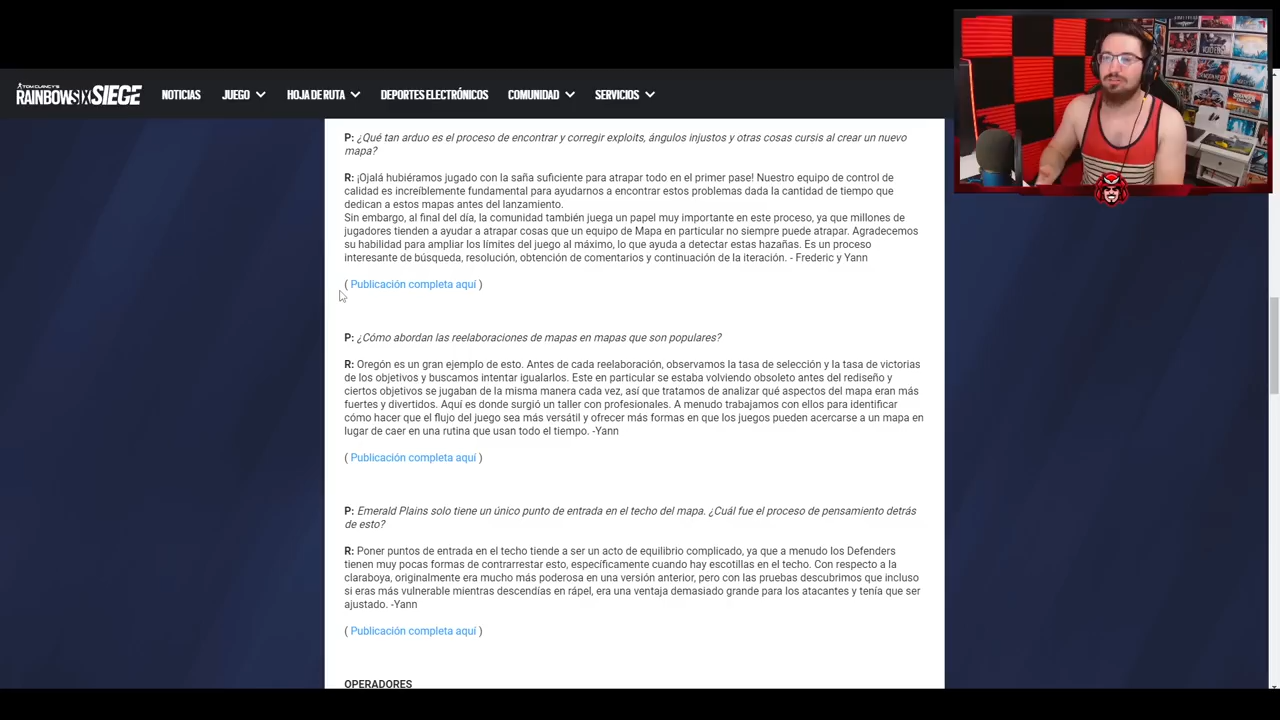 TOM CLANCY'S
RAINBOWSIXSIEGE
NOTICIAS
JUEGO
HOJA DE RUTA
DEPORTES ELECTRÓNICOS
COMUNIDAD
SERVICIOS
P: ¿Qué tan arduo es el proceso de encontrar y corregir exploits, ángulos injustos y otras cosas cursis al crear un nuevo
mapa?
R: ¡Ojalá hubiéramos jugado con la saña suficiente para atrapar todo en el primer pase! Nuestro equipo de control de
calidad es increíblemente fundamental para ayudarnos a encontrar estos problemas dada la cantidad de tiempo que
dedican a estos mapas antes del lanzamiento.
Sin embargo, al final del día, la comunidad también juega un papel muy importante en este proceso, ya que millones de
jugadores tienden a ayudar a atrapar cosas que un equipo de Mapa en particular no siempre puede atrapar. Agradecemos
su habilidad para ampliar los límites del juego al máximo, lo que ayuda a detectar estas hazañas. Es un proceso
interesante de búsqueda, resolución, obtención de comentarios y continuación de la iteración. - Frederic y Yann
( Publicación completa aquí )
P: ¿Cómo abordan las reelaboraciones de mapas en mapas que son populares?
R: Oregón es un gran ejemplo de esto. Antes de cada reelaboración, observamos la tasa de selección y la tasa de victorias
de los objetivos y buscamos intentar igualarlos. Este en particular se estaba volviendo obsoleto antes del rediseño y
ciertos objetivos se jugaban de la misma manera cada vez, así que tratamos de analizar qué aspectos del mapa eran más
fuertes y divertidos. Aquí es donde surgió un taller con profesionales. A menudo trabajamos con ellos para identificar
cómo hacer que el flujo del juego sea más versátil y ofrecer más formas en que los juegos pueden acercarse a un mapa en
lugar de caer en una rutina que usan todo el tiempo. -Yann
( Publicación completa aquí )
P: Emerald Plains solo tiene un único punto de entrada en el techo del mapa. ¿Cuál fue el proceso de pensamiento detrás
de esto?
R: Poner puntos de entrada en el techo tiende a ser un acto de equilibrio complicado, ya que a menudo los Defenders
tienen muy pocas formas de contrarrestar esto, específicamente cuando hay escotillas en el techo. Con respecto a la
claraboya, originalmente era mucho más poderosa en una versión anterior, pero con las pruebas descubrimos que incluso
si eras más vulnerable mientras descendías en rápel, era una ventaja demasiado grande para los atacantes y tenía que ser
ajustado. -Yann
( Publicación completa aquí )
OPERADORES